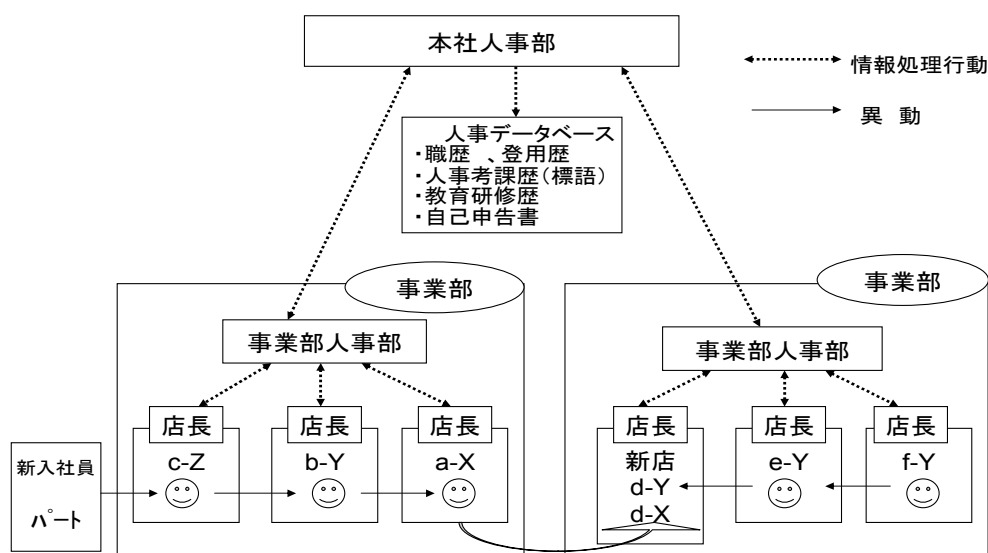 本社人事部
情報処理行動
異 動
人事データベース
・職歴 、登用歴
・人事考課歴(標語)
・教育研修歴
・自己申告書
事業部
事業部
事業部人事部
事業部人事部
店長
店長
店長
店長
店長
店長
c-Z
b-Y
a-X
新店
d-Y
d-X
e-Y
f-Y
新入社員
パート